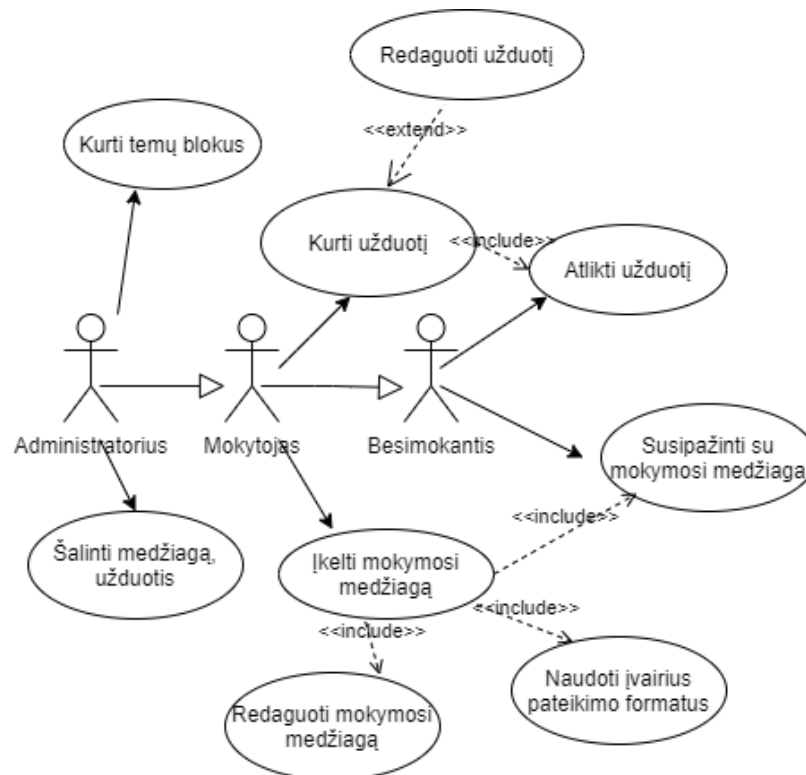 Redaguoti užduotį
<<extend>>
Kurti temų blokus
Kurti užduotį
<<include>>
Atlikti užduotį
Administratorius
Mokytojas
Besimokantis
Susipažinti su
mokymosi medžiaga
<<include>>
Šalinti medžiagą,
užduotis
Įkelti mokymosi
medžiagą
<<include>>
<<include>>
Naudoti įvairius
pateikimo formatus
Redaguoti mokymosi
medžiagą